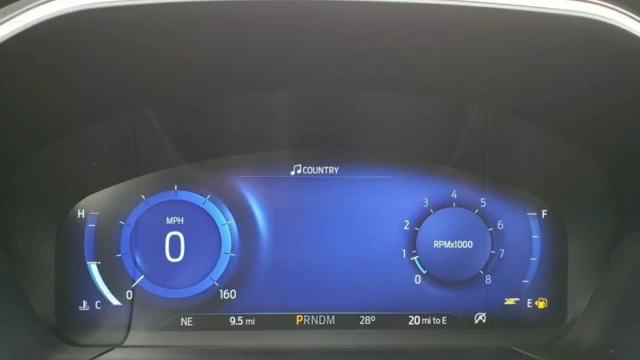 COUNTRY
H
MPH
0
0
160
C
4
3
5
2
6
1
RPMx1000
7
0
8
F
E
NE
9.5 mi
PRNDM
28º
20 mi to E
A